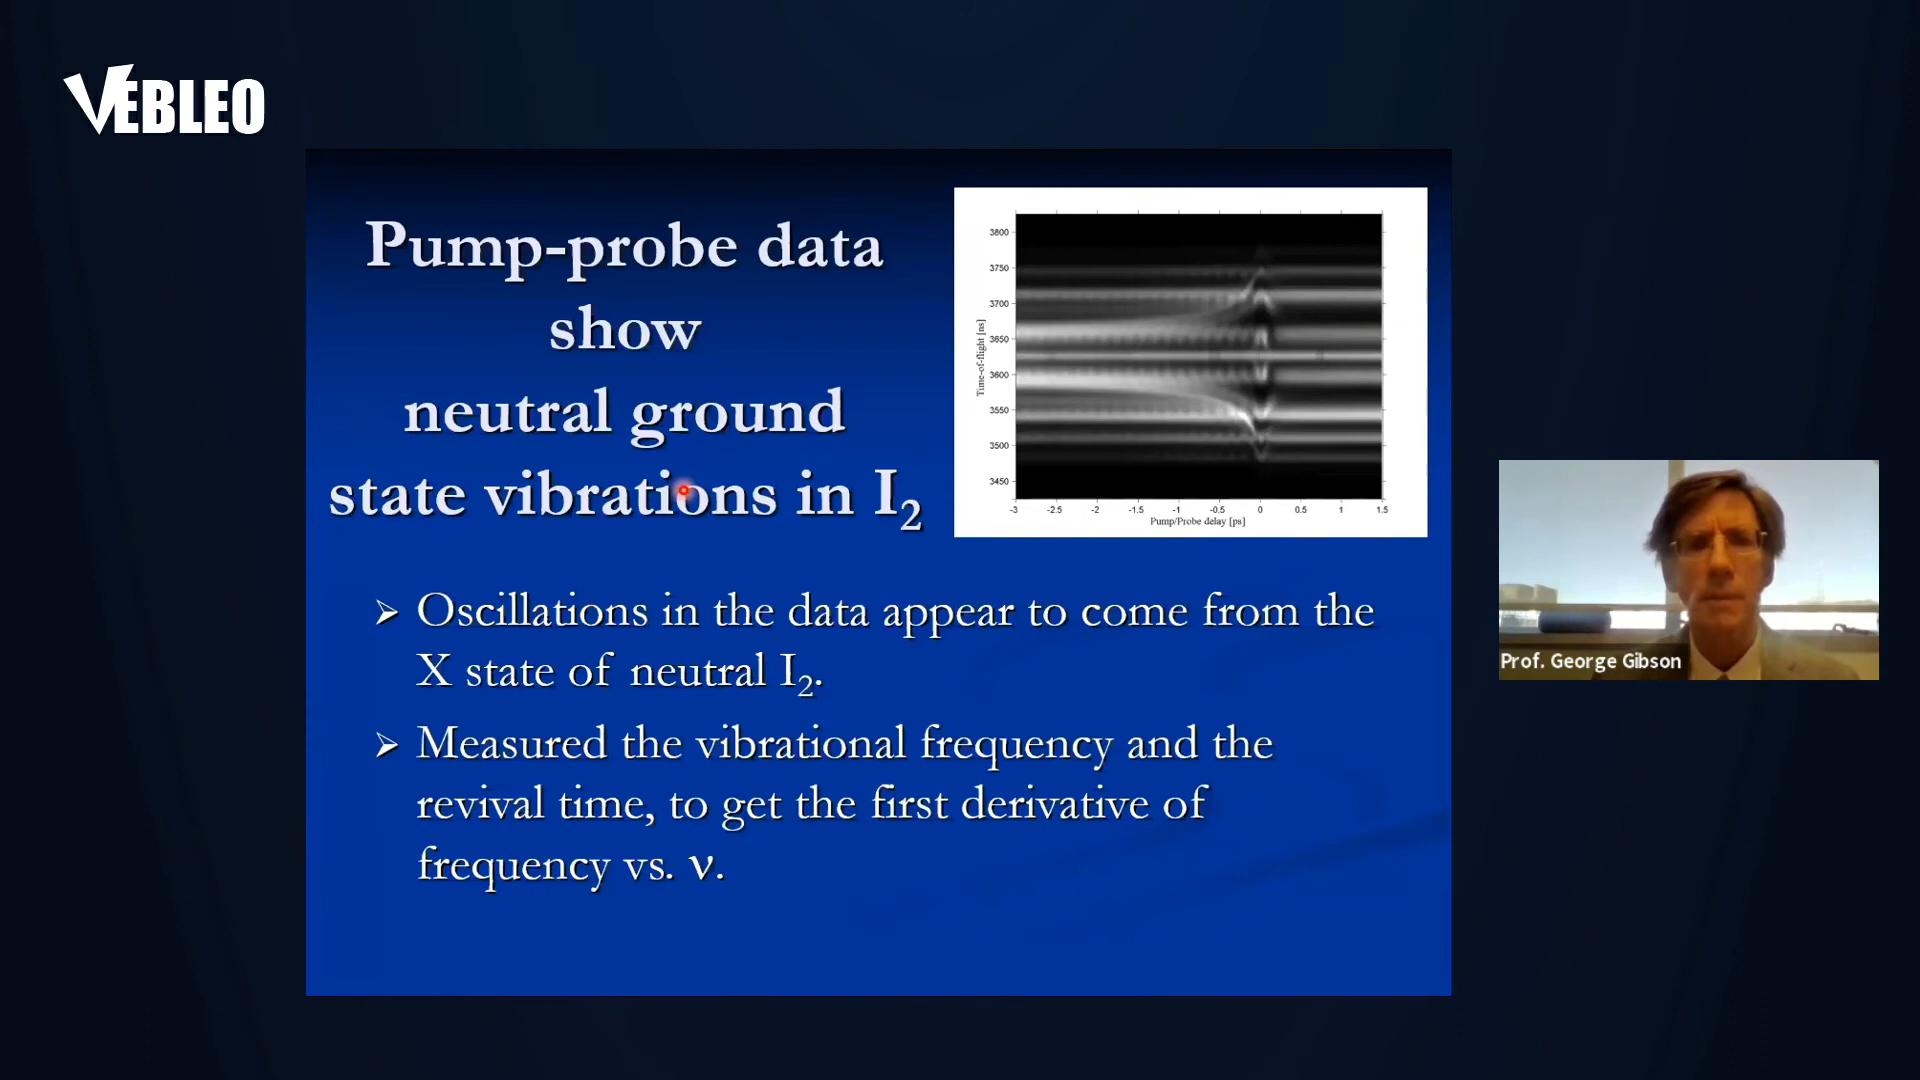 VEBLEO
Pump-probe data
show
neutral ground
state vibrations in I₂
3800
3750
3700
3650
3600
3550
3500
3450
Time-of-flight [ns]
-3 -2.5 -2 -1.5 -1 -0.5 0 0.5 1 1.5
Pump/Probe delay [ps]
➢ Oscillations in the data appear to come from the
X state of neutral I₂.
➢ Measured the vibrational frequency and the
revival time, to get the first derivative of
frequency vs. ν.
Prof. George Gibson